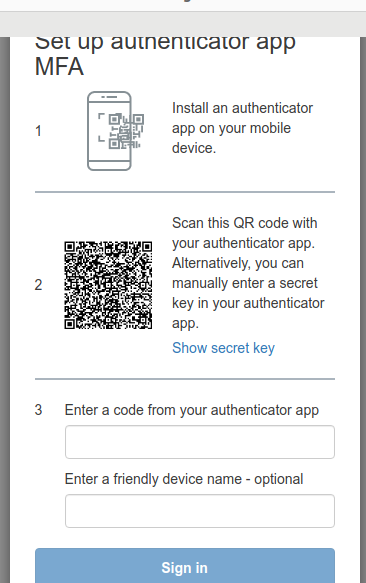 Set up authenticator app
MFA
1
Install an authenticator
app on your mobile
device.
2
Scan this QR code with
your authenticator app.
Alternatively, you can
manually enter a secret
key in your authenticator
app.
Show secret key
3
Enter a code from your authenticator app
Enter a friendly device name - optional
Sign in